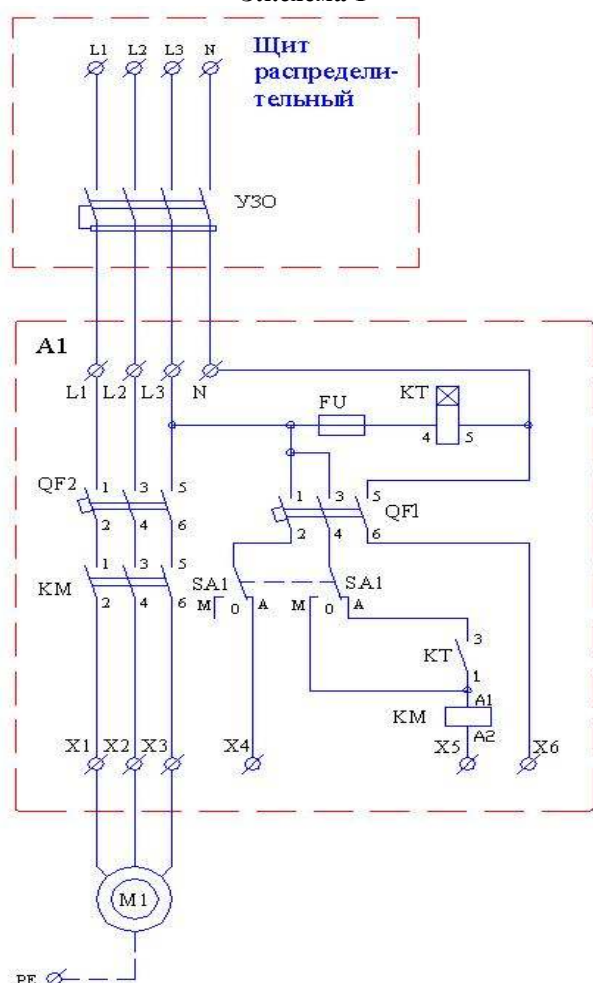 L1 L2 L3 N
Щит
распредели-
тельный
УЗО
A1
L1 L2 L3 N
FU KT
4 5
QF2 1 3 5
2 4 6
1 3 5
2 4 6
QF1
KM 1 3 5
2 4 6
SA1 SA1
M 0 A M 0 A
KT 3
1
KM A1
A2
X1 X2 X3 X4 X5 X6
M1
PE